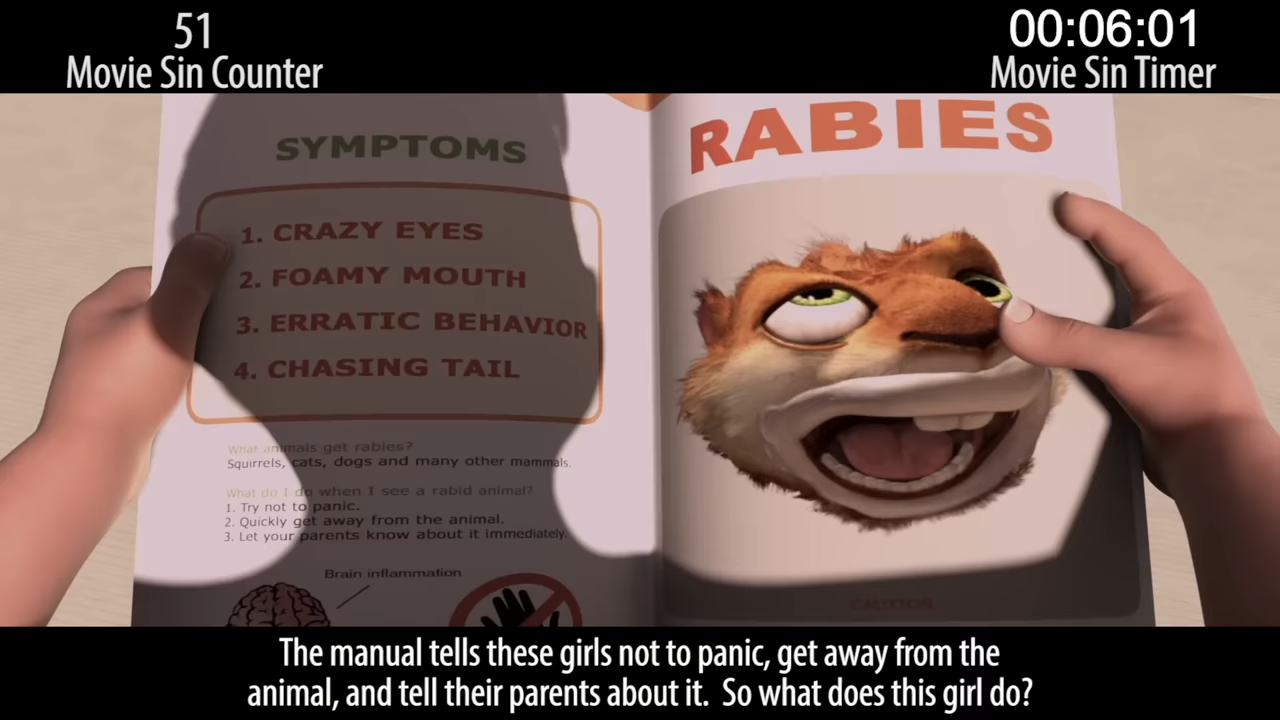 51
Movie Sin Counter
00:06:01
Movie Sin Timer
SYMPTOMS
1. CRAZY EYES
2. FOAMY MOUTH
3. ERRATIC BEHAVIOR
4. CHASING TAIL
What animals get rabies?
Squirrels, cats, dogs and many other mammals.
What do I do when I see a rabid animal?
1. Try not to panic.
2. Quickly get away from the animal.
3. Let your parents know about it immediately.
Brain inflammation
RABIES
CAUTION
The manual tells these girls not to panic, get away from the
animal, and tell their parents about it.  So what does this girl do?